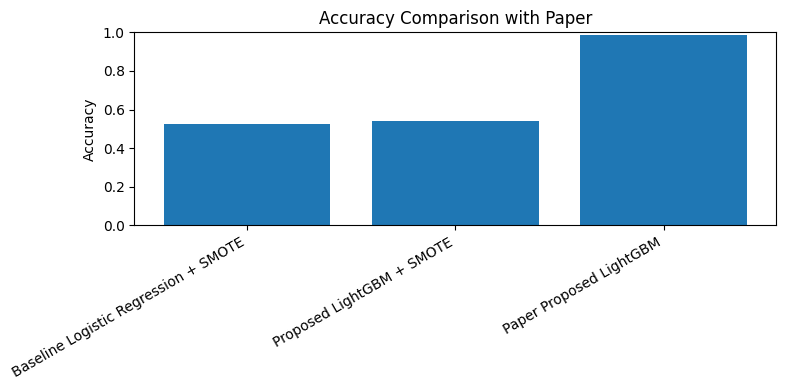 Accuracy Comparison with Paper
Accuracy
1.0
0.8
0.6
0.4
0.2
0.0
Baseline Logistic Regression + SMOTE
Proposed LightGBM + SMOTE
Paper Proposed LightGBM